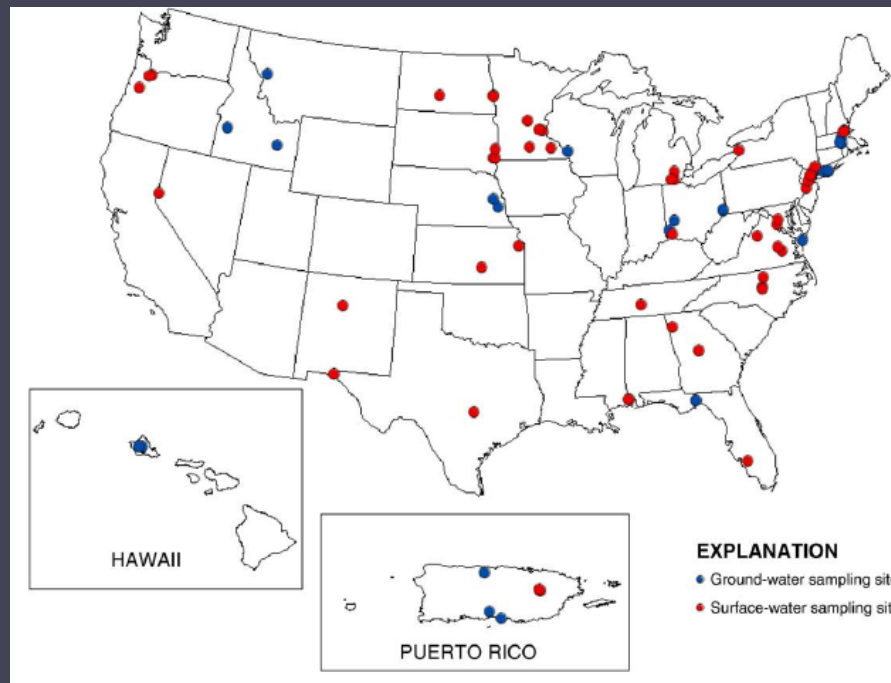 HAWAII
PUERTO RICO
EXPLANATION
Ground-water sampling sit
Surface-water sampling sit